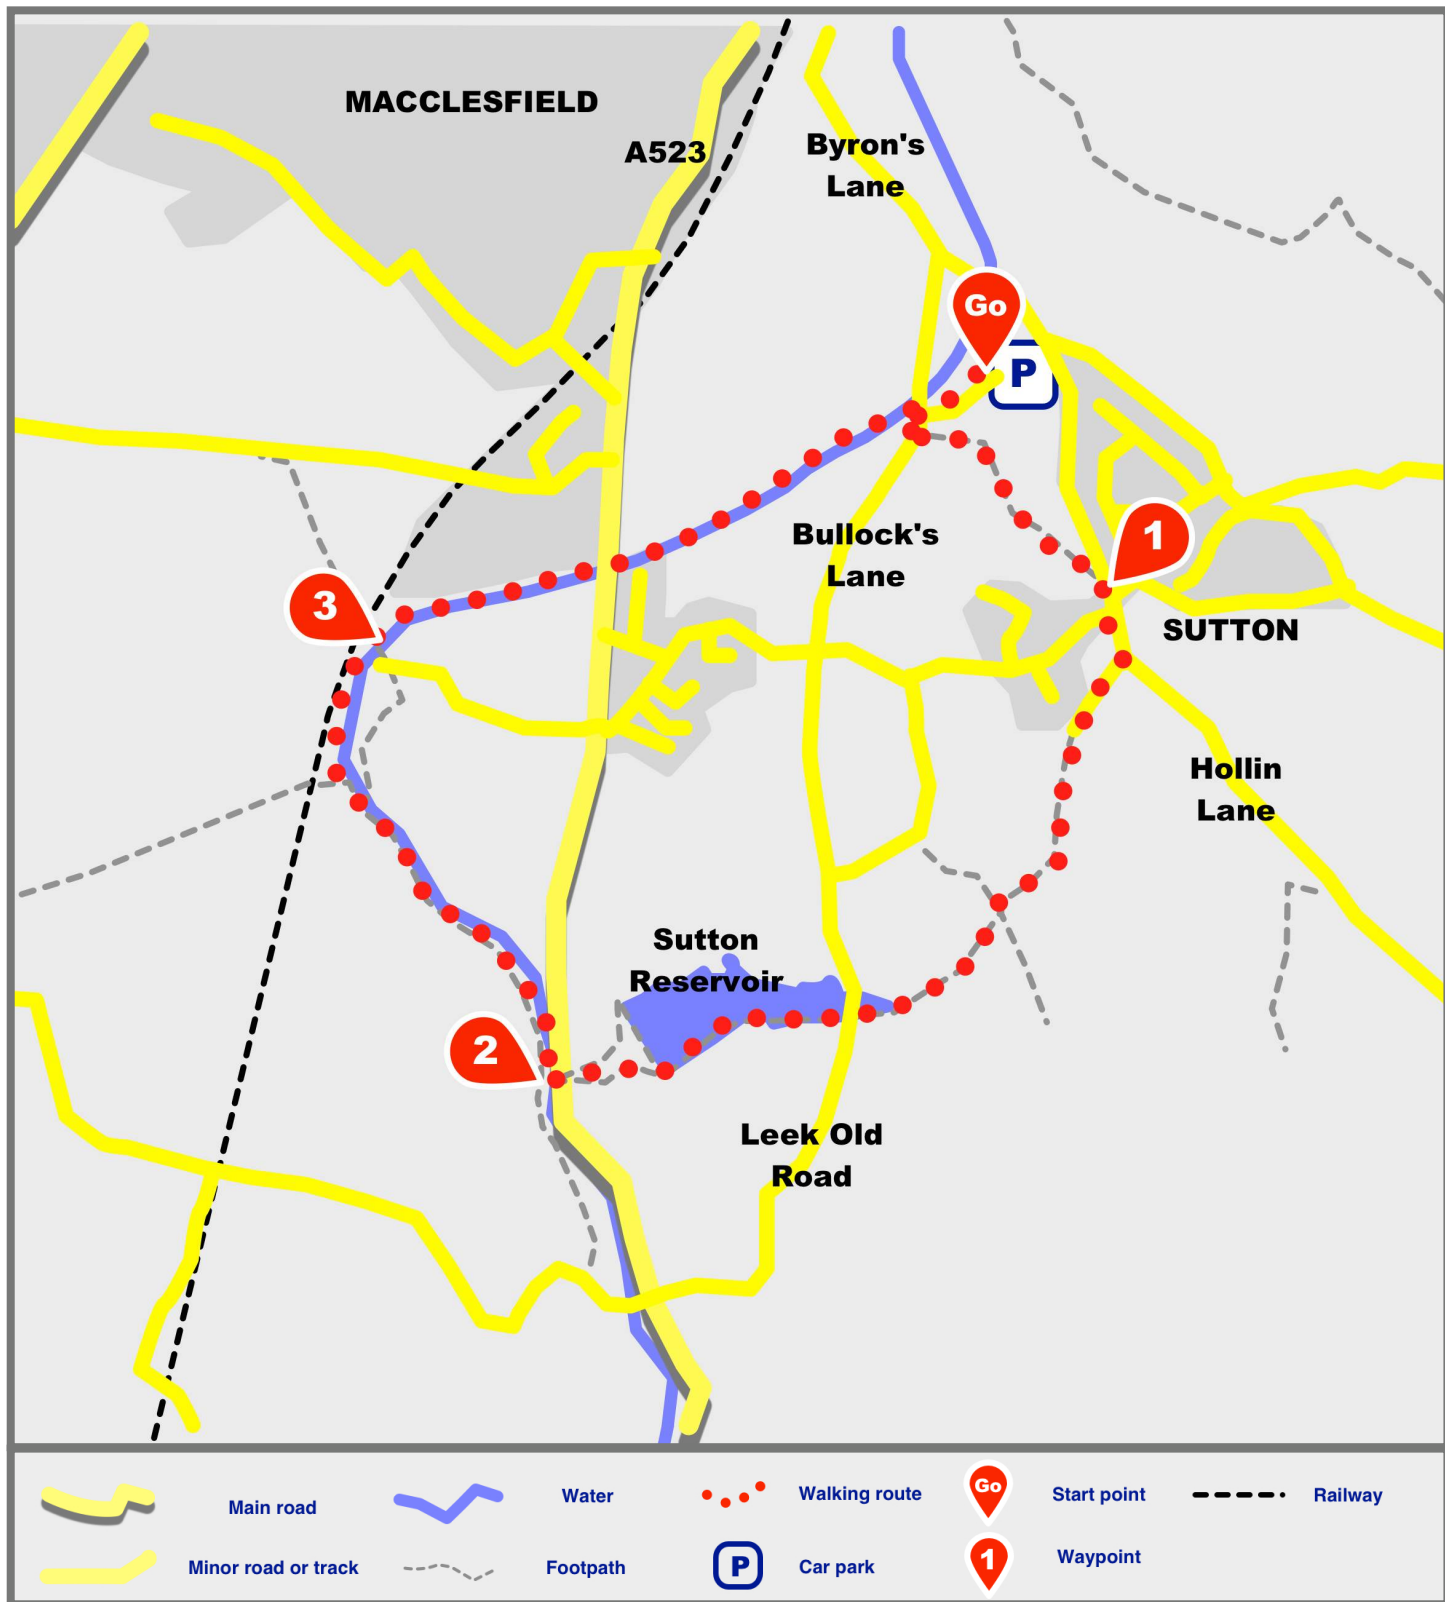 MACCLESFIELD
A523
Byron's
Lane
Go
P
Bullock's
Lane
1
3
SUTTON
Hollin
Lane
Sutton
Reservoir
2
Leek Old
Road
Main road
Water
Walking route
Go
Start point
Railway
Minor road or track
Footpath
P
Car park
1
Waypoint